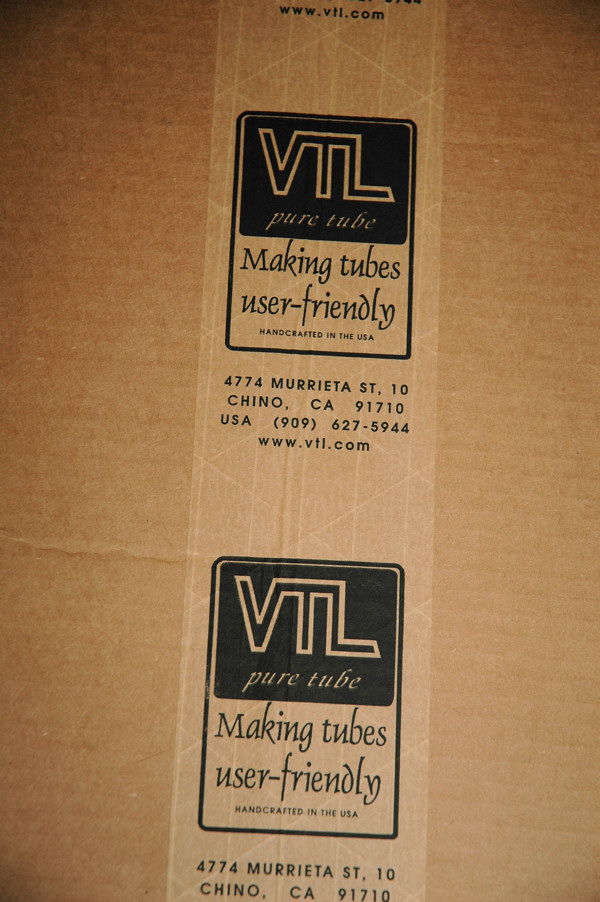 www.vtl.com
VTL
pure tube
Making tubes
user-friendly
HANDCRAFTED IN THE USA
4774 MURRIETA ST, 10
CHINO, CA 91710
USA (909) 627-5944
www.vtl.com
VTL
pure tube
Making tubes
user-friendly
HANDCRAFTED IN THE USA
4774 MURRIETA ST, 10
CHINO, CA 91710